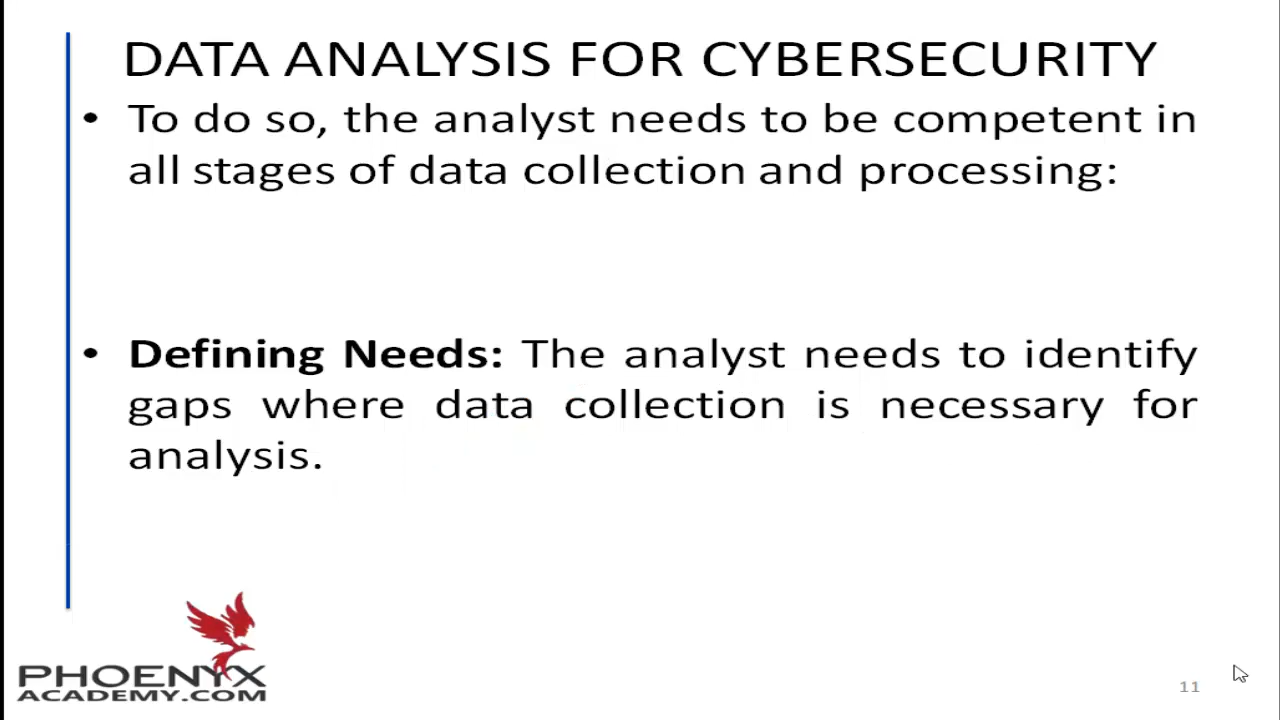 DATA ANALYSIS FOR CYBERSECURITY
• To do so, the analyst needs to be competent in
all stages of data collection and processing:
• Defining Needs: The analyst needs to identify
gaps where data collection is necessary for
analysis.
PHOENYX
ACADEMY.COM
11